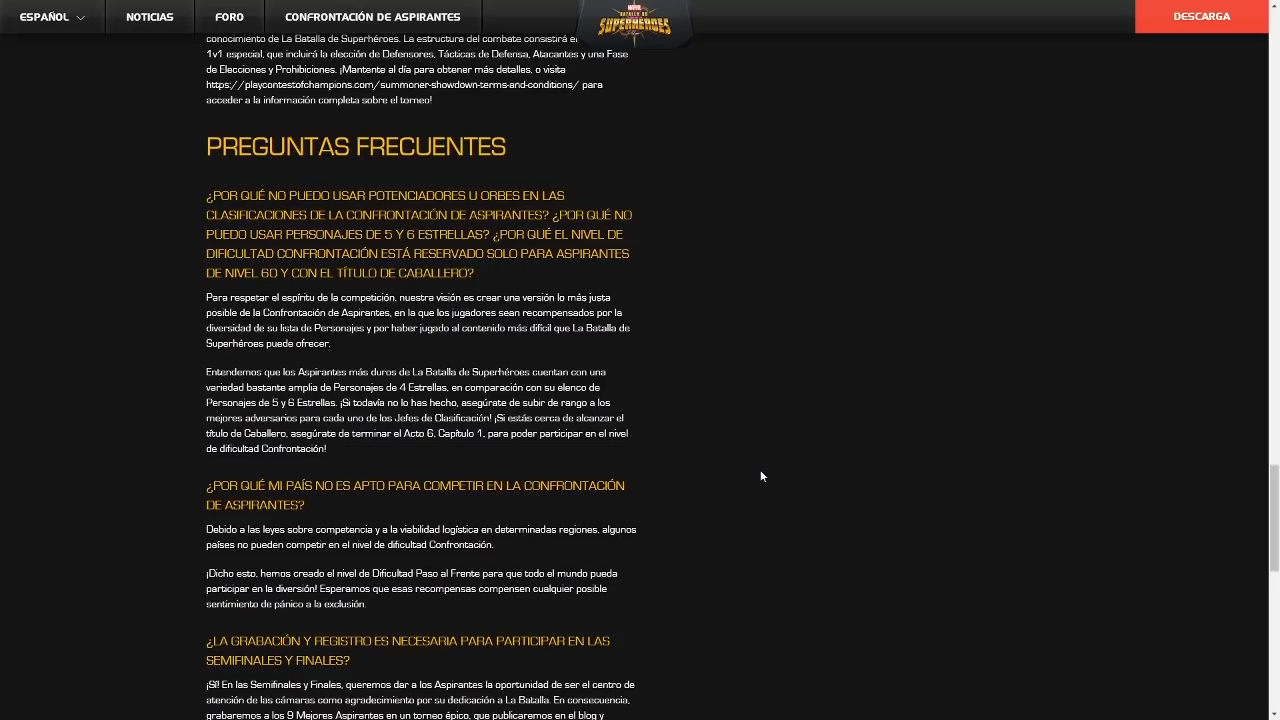 ESPAÑOL
NOTICIAS
FORO
CONFRONTACIÓN DE ASPIRANTES
MARVEL
BATALLA DE
SUPERHÉROES
DESCARGA
conocimiento de La Batalla de Superhéroes. La estructura del combate consistirá
1v1 especial, que incluirá la elección de Defensores, Tácticas de Defensa, Atacantes y una Fase
de Elecciones y Prohibiciones. ¡Mantente al día para obtener más detalles, o visita
https://playcontestofchampions.com/summoner-showdown-terms-and-conditions/ para
acceder a la información completa sobre el torneo!
PREGUNTAS FRECUENTES
¿POR QUÉ NO PUEDO USAR POTENCIADORES U ORBES EN LAS
CLASIFICACIONES DE LA CONFRONTACIÓN DE ASPIRANTES? ¿POR QUÉ NO
PUEDO USAR PERSONAJES DE 5 Y 6 ESTRELLAS? ¿POR QUÉ EL NIVEL DE
DIFICULTAD CONFRONTACIÓN ESTÁ RESERVADO SOLO PARA ASPIRANTES
DE NIVEL 60 Y CON EL TÍTULO DE CABALLERO?
Para respetar el espíritu de la competición, nuestra visión es crear una versión lo más justa
posible de la Confrontación de Aspirantes, en la que los jugadores sean recompensados por la
diversidad de su lista de Personajes y por haber jugado al contenido más difícil que La Batalla de
Superhéroes puede ofrecer.
Entendemos que los Aspirantes más duros de La Batalla de Superhéroes cuentan con una
variedad bastante amplia de Personajes de 4 Estrellas, en comparación con su elenco de
Personajes de 5 y 6 Estrellas. ¡Si todavía no lo has hecho, asegúrate de subir de rango a los
mejores adversarios para cada uno de los Jefes de Clasificación! ¡Si estás cerca de alcanzar el
título de Caballero, asegúrate de terminar el Acto 6, Capítulo 1, para poder participar en el nivel
de dificultad Confrontación!
¿POR QUÉ MI PAÍS NO ES APTO PARA COMPETIR EN LA CONFRONTACIÓN
DE ASPIRANTES?
Debido a las leyes sobre competencia y a la viabilidad logística en determinadas regiones, algunos
países no pueden competir en el nivel de dificultad Confrontación.
¡Dicho esto, hemos creado el nivel de Dificultad Paso al Frente para que todo el mundo pueda
participar en la diversión! Esperamos que esas recompensas compensen cualquier posible
sentimiento de pánico a la exclusión.
¿LA GRABACIÓN Y REGISTRO ES NECESARIA PARA PARTICIPAR EN LAS
SEMIFINALES Y FINALES?
¡Sí! En las Semifinales y Finales, queremos dar a los Aspirantes la oportunidad de ser el centro de
atención de las cámaras como agradecimiento por su dedicación a La Batalla. En consecuencia,
grabaremos a los 9 Mejores Aspirantes en un torneo épico, que publicaremos en el blog y